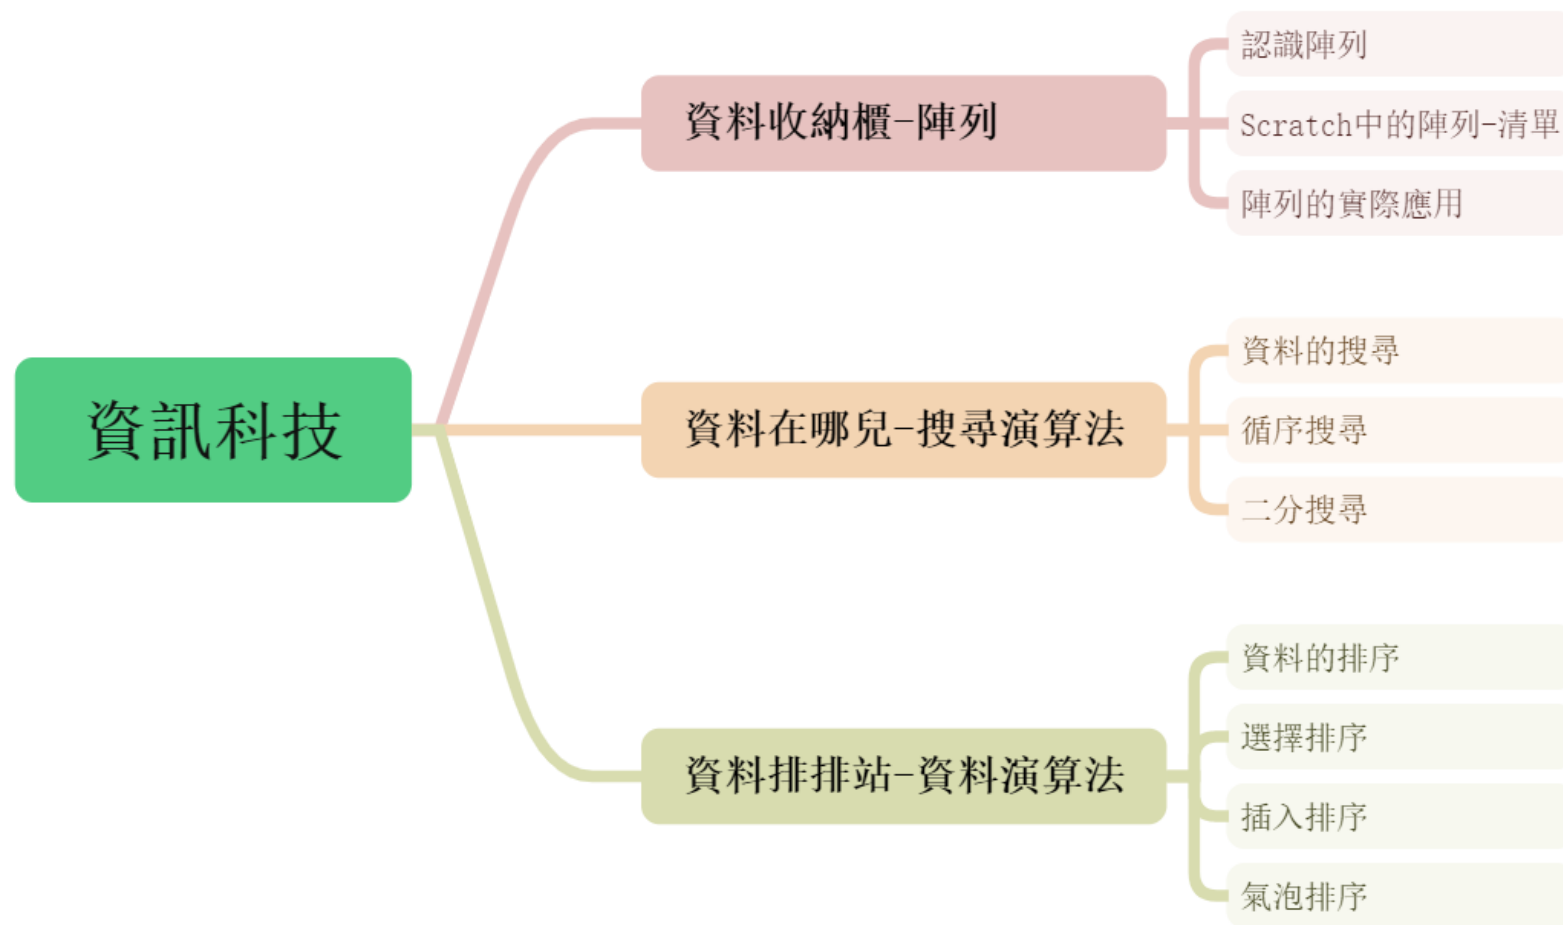 資訊科技
資料收納櫃-陣列
認識陣列
Scratch中的陣列-清單
陣列的實際應用
資料在哪兒-搜尋演算法
資料的搜尋
循序搜尋
二分搜尋
資料排排站-資料演算法
資料的排序
選擇排序
插入排序
氣泡排序